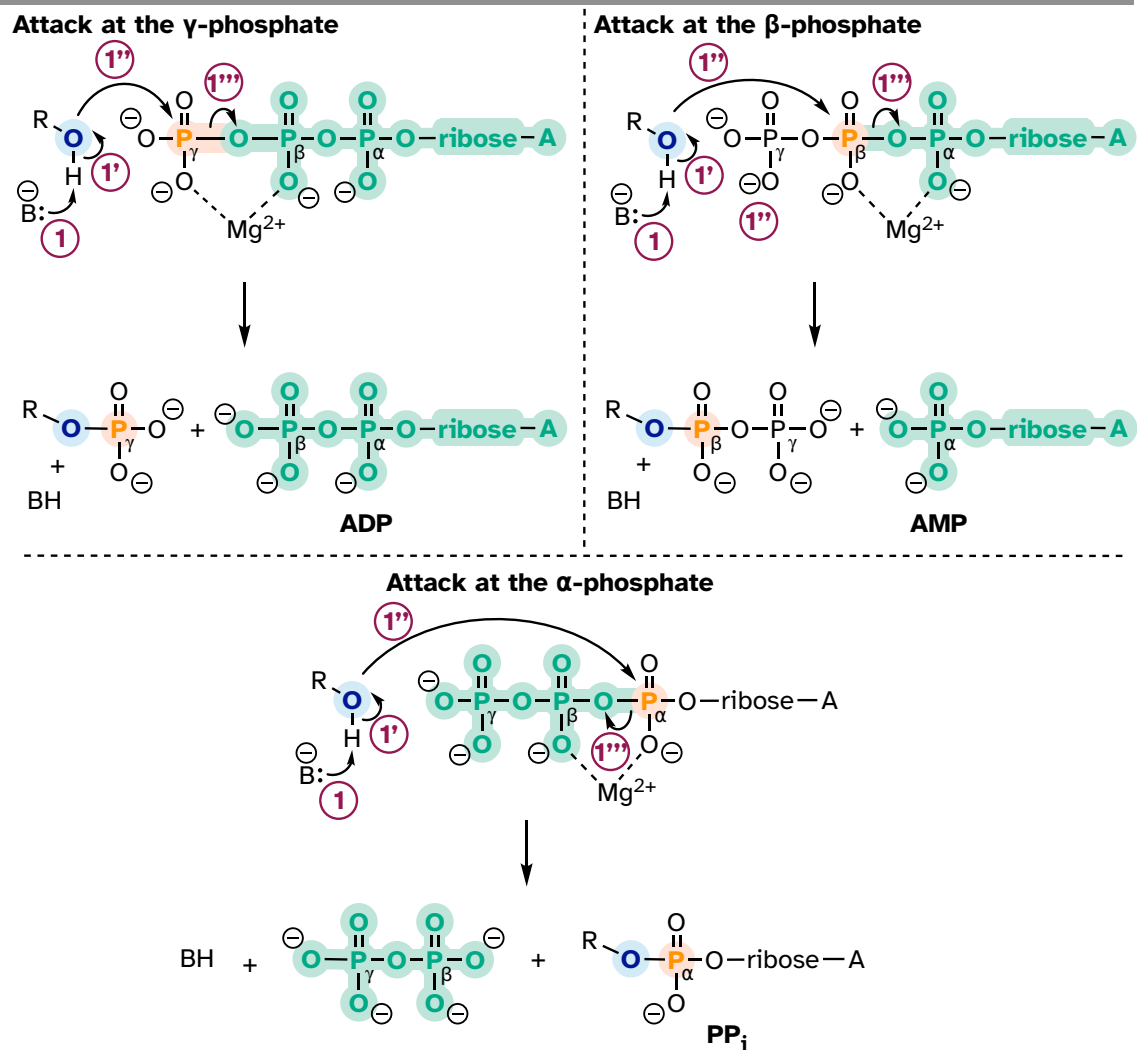 Attack at the γ-phosphate
1’’
1’’’
R O H
1’
⊖
B:
1
⊖ O P γ O O ⊖
O P β O O ⊖
O P α O O ⊖
O ribose A
Mg2+
R O P γ O O ⊖ O ⊖
+
⊖ O P β O O ⊖ O P α O O ⊖ O ribose A
+
BH
ADP
Attack at the β-phosphate
1’’
1’’’
R O H
1’
⊖
B:
1
⊖ O P γ O O ⊖
1’’
O P β O O ⊖
O P α O O ⊖
O ribose A
Mg2+
R O P β O O ⊖ O P γ O O ⊖ O ⊖
+
⊖ O P α O O ⊖ O ribose A
+
BH
AMP
Attack at the α-phosphate
1’’
R O H
1’
⊖
B:
1
⊖ O P γ O O ⊖
O P β O O ⊖
O P α O O ⊖
1’’’
O ribose A
Mg2+
BH + ⊖ O P γ O O ⊖ O P β O O ⊖ O ⊖ + R O P α O O ⊖ O ribose A
PPi